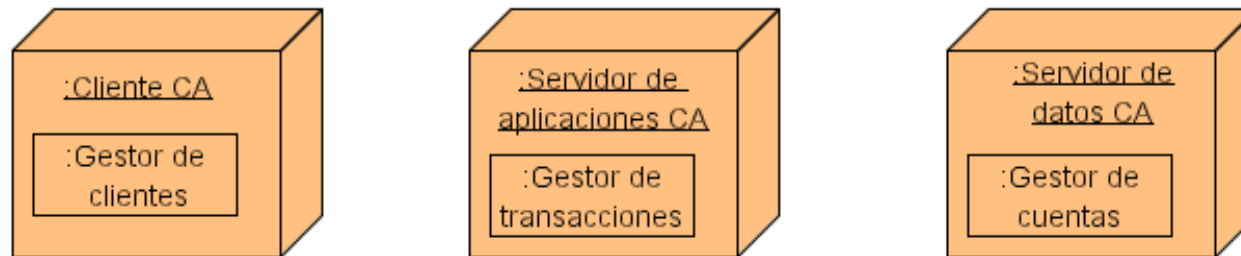 :Cliente CA
:Gestor de
clientes
:Servidor de
aplicaciones CA
:Gestor de
transacciones
:Servidor de
datos CA
:Gestor de
cuentas